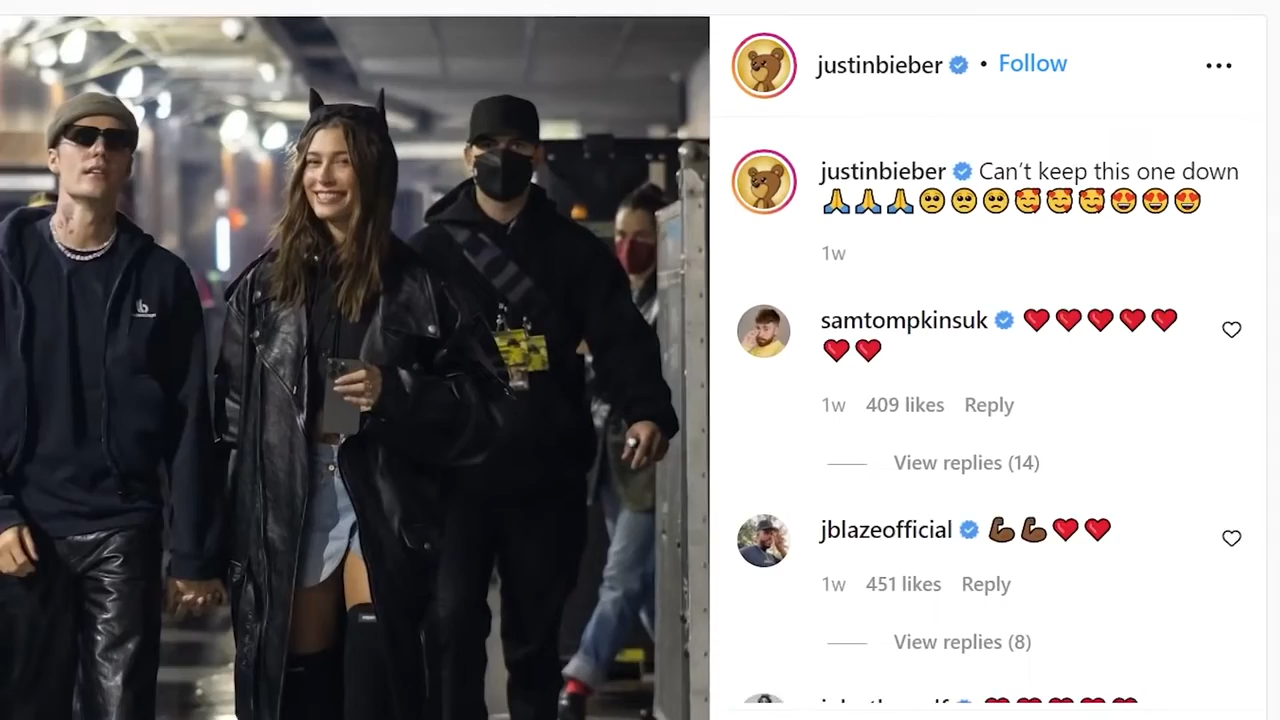 justinbieber • Follow
justinbieber Can’t keep this one down
🙏🙏🙏🥺🥺🥺🥰🥰🥰😍😍😍
1w
samtompkinsuk ❤️❤️❤️❤️❤️
❤️❤️
1w 409 likes Reply
View replies (14)
jblazeofficial 💪🏾💪🏾❤️❤️
1w 451 likes Reply
View replies (8)